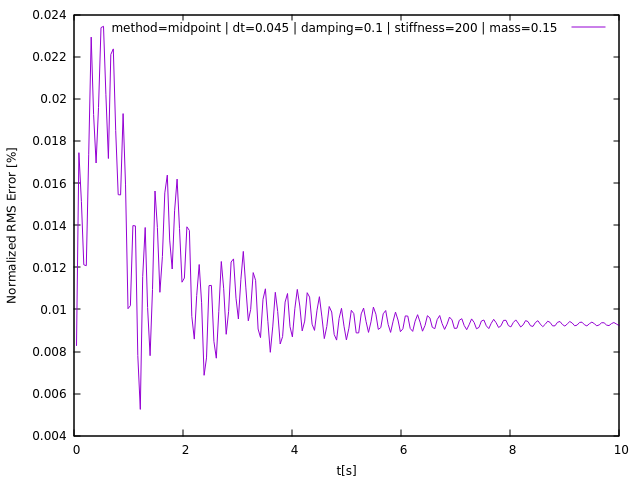 method=midpoint | dt=0.045 | damping=0.1 | stiffness=200 | mass=0.15
0.024
0.022
0.02
0.018
0.016
0.014
0.012
0.01
0.008
0.006
0.004
Normalized RMS Error [%]
0 2 4 6 8 10
t[s]